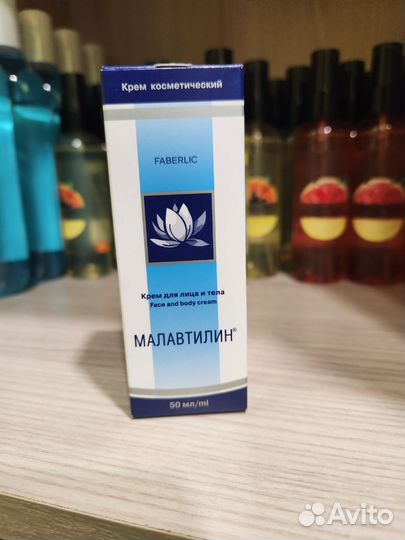 Крем косметический
FABERLIC
Крем для лица и тела
Face and body cream
МАЛАВТИЛИН®
50 мл/ml
Avito